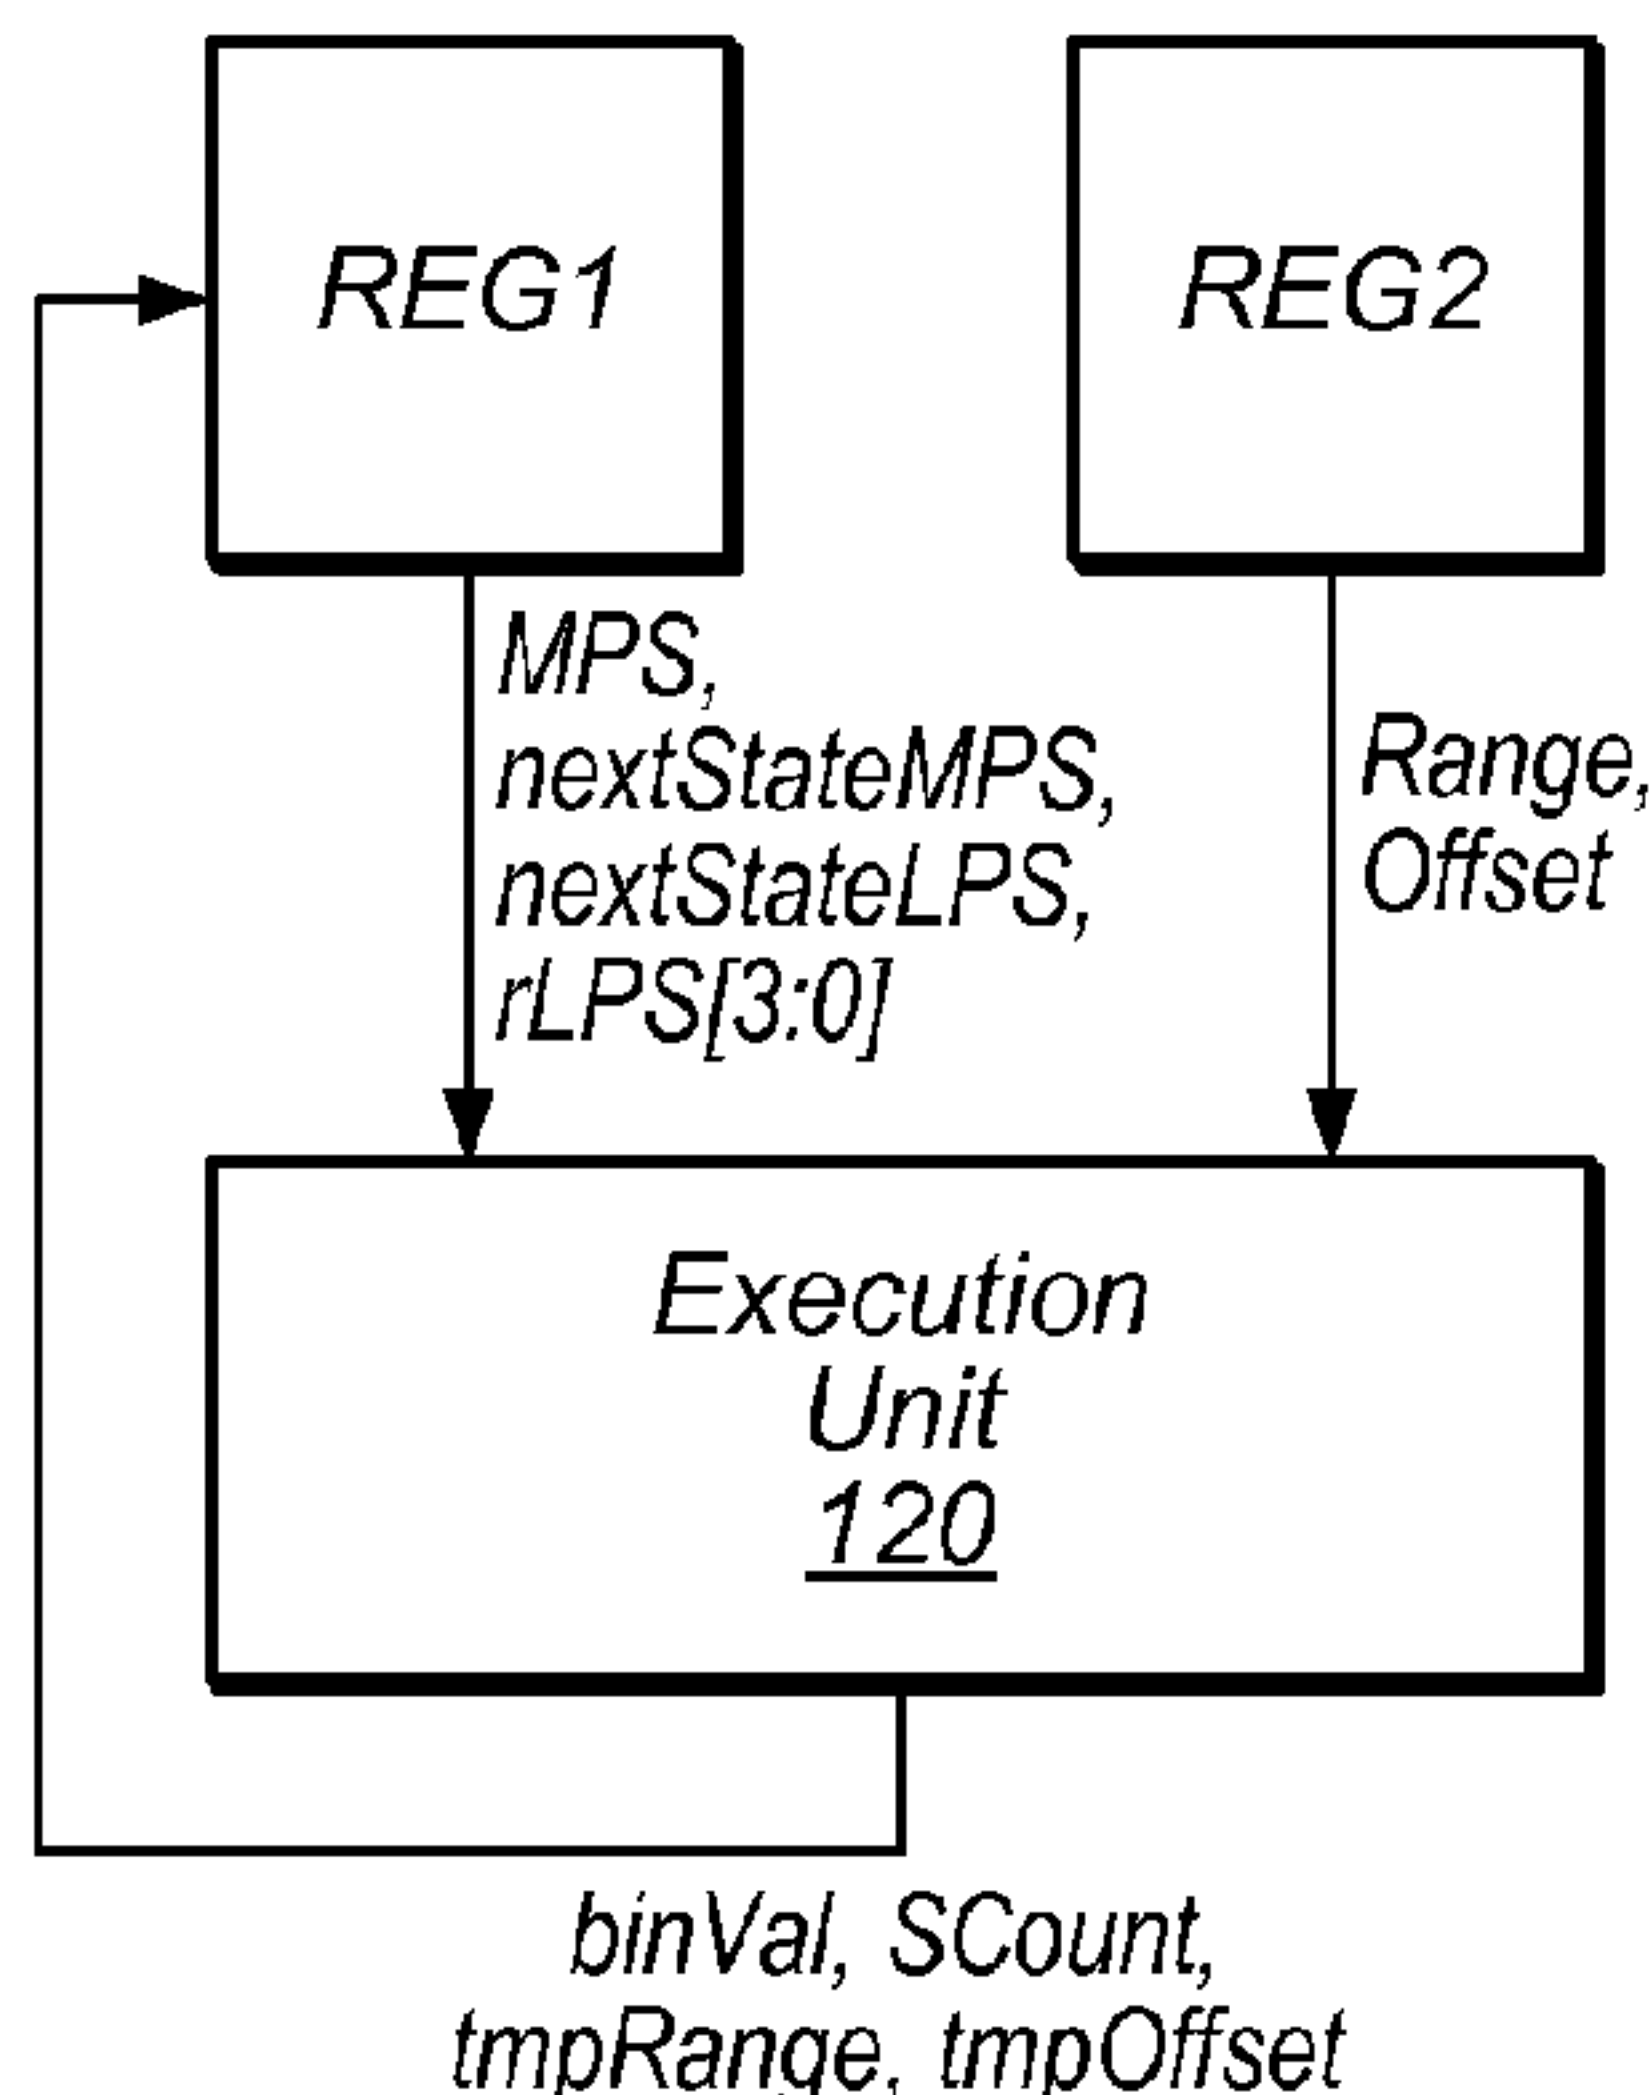 REG1
REG2
MPS,
nextStateMPS,
nextStateLPS,
rLPS[3:0]
Range,
Offset
Execution
Unit
120
binVal, SCount,
tmpRange, tmpOffset